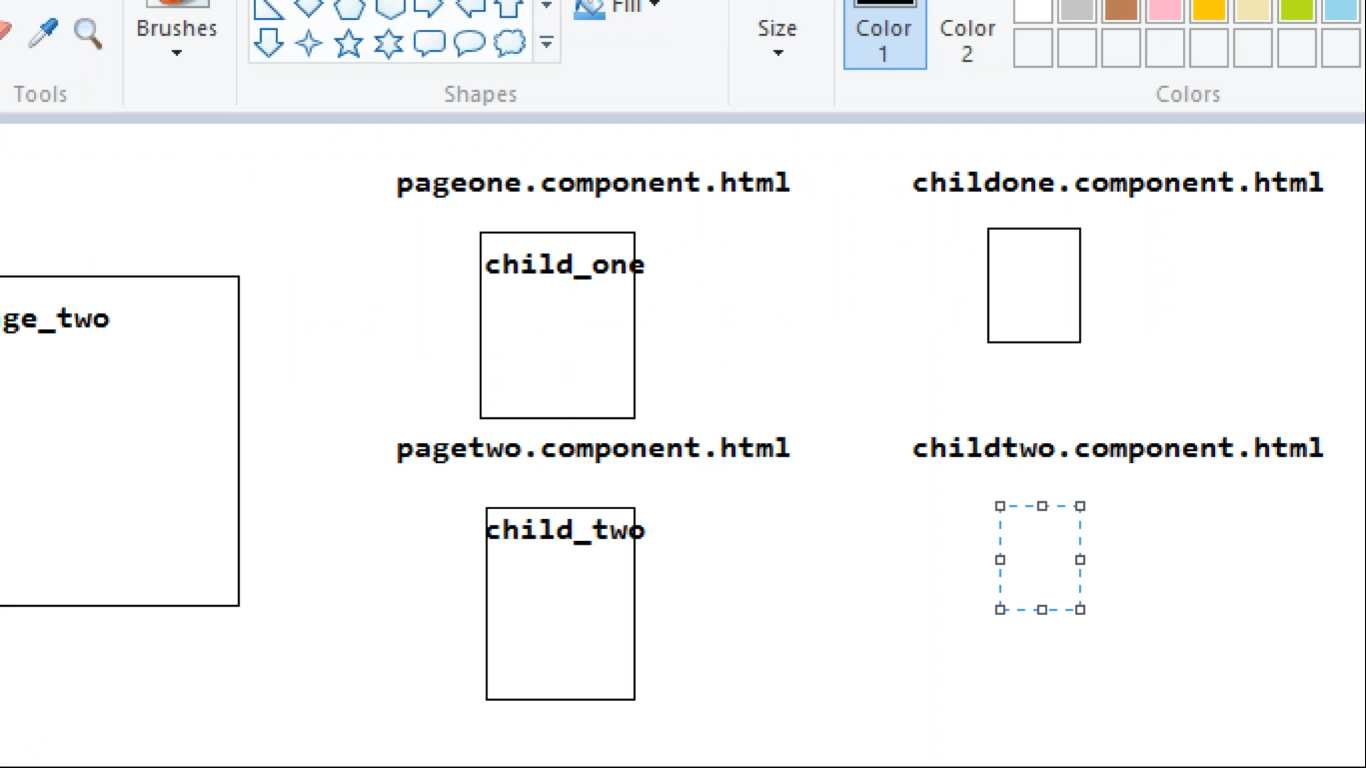 Fill
Brushes
Size
Color
1
Color
2
Tools
Shapes
Colors
pageone.component.html
childone.component.html
child_one
ge_two
pagetwo.component.html
childtwo.component.html
child_two